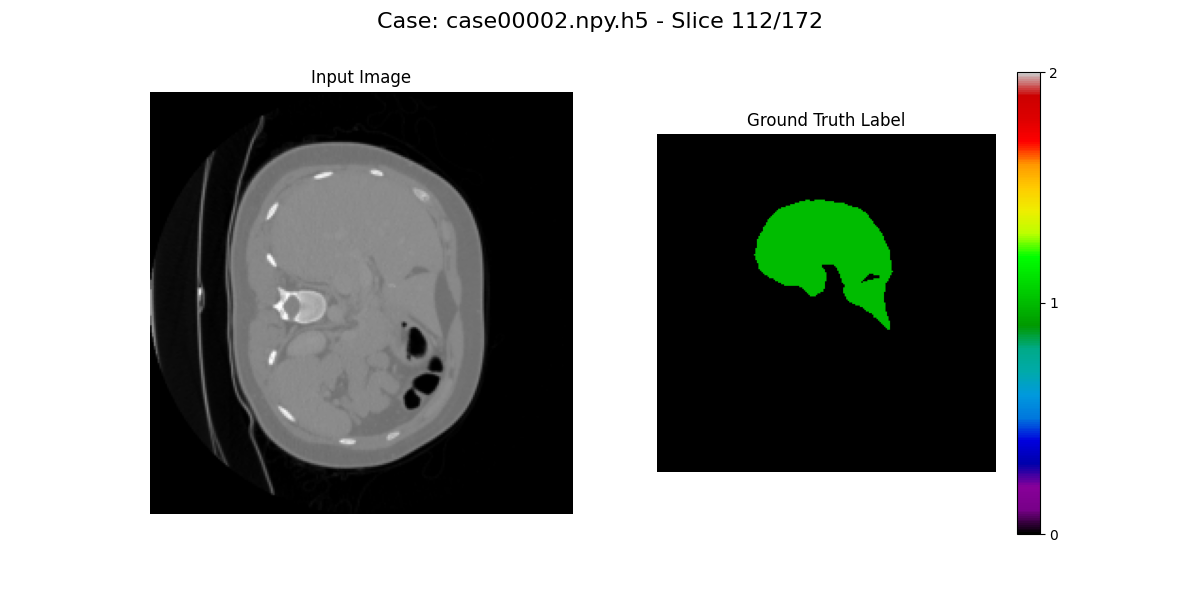 Case: case00002.npy.h5 - Slice 112/172
Input Image
Ground Truth Label
2
1
0